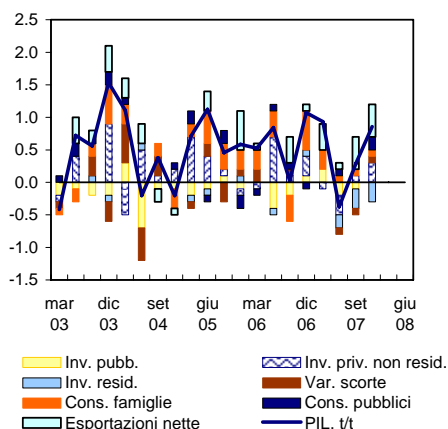 2.5
2.0
1.5
1.0
0.5
0.0
-0.5
-1.0
-1.5
mar dic set giu mar dic set giu
03 03 04 05 06 06 07 08
Inv. pubb. Inv. priv. non resid.
Inv. resid. Var. scorte
Cons. famiglie Cons. pubblici
Esportazioni nette PIL. t/t